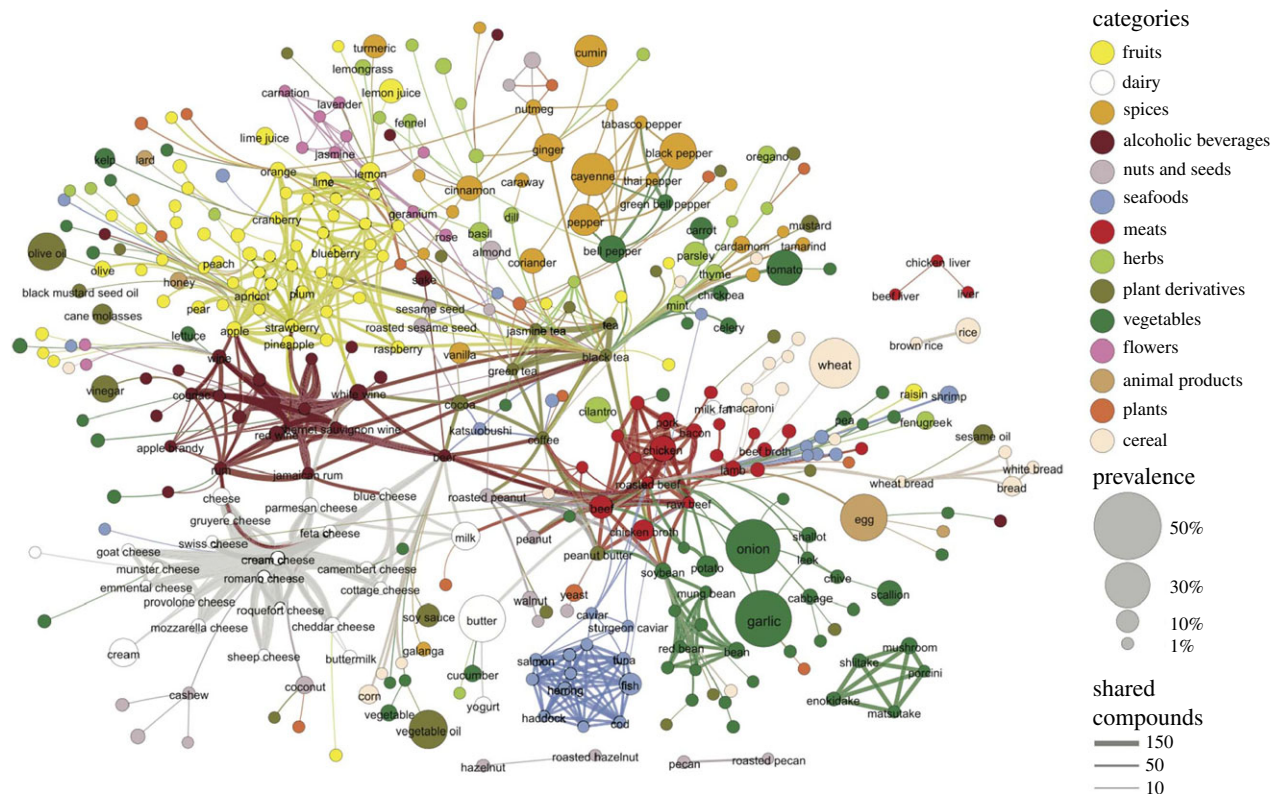 categories
fruits
dairy
spices
alcoholic beverages
nuts and seeds
seafoods
meats
herbs
plant derivatives
vegetables
flowers
animal products
plants
cereal
prevalence
50%
30%
10%
1%
shared
compounds
150
50
10
turmeric
cumin
lemongrass
carnation
lavender
lemon juice
nutmeg
fennel
tabasco pepper
lime juice
ginger
black pepper
kelp
lard
jasmine
oregano
orange
lime
lemon
cinnamon
caraway
cayenne
thai pepper
green bell pepper
cranberry
geranium
dill
pepper
rose
basil
carrot
mustard
olive oil
blueberry
almond
bell pepper
parsley
cardamom
tamarind
peach
coriander
thyme
tomato
chicken liver
olive
honey
sake
black mustard seed oil
apricot
plum
mint
chickpea
beef liver
liver
cane molasses
pear
sesame seed
lettuce
apple
strawberry
roasted sesame seed
jasmine tea
tea
celery
rice
pineapple
raspberry
vanilla
black tea
brown rice
wine
green tea
wheat
vinegar
cognac
white wine
cocoa
cilantro
milk fat
macaroni
raisin
shrimp
pea
fenugreek
red wine
cabernet sauvignon wine
katsuobushi
coffee
pork
bacon
sesame oil
apple brandy
beer
chicken
beef broth
rum
jamaican rum
lamb
white bread
roasted beef
wheat bread
bread
cheese
blue cheese
roasted peanut
parmesan cheese
beef
raw beef
gruyere cheese
egg
feta cheese
chicken broth
swiss cheese
milk
peanut
onion
shallot
goat cheese
cream cheese
peanut butter
leek
munster cheese
camembert cheese
soybean
potato
romano cheese
chive
emmental cheese
cottage cheese
mung bean
provolone cheese
walnut
yeast
cabbage
scallion
roquefort cheese
caviar
soy sauce
butter
garlic
mozzarella cheese
cheddar cheese
sturgeon caviar
cream
sheep cheese
buttermilk
galanga
salmon
tuna
red bean
bean
mushroom
shiitake
cucumber
porcini
coconut
fish
cashew
corn
herring
yogurt
enokidake
vegetable
haddock
cod
matsutake
vegetable oil
hazelnut
roasted hazelnut
pecan
roasted pecan